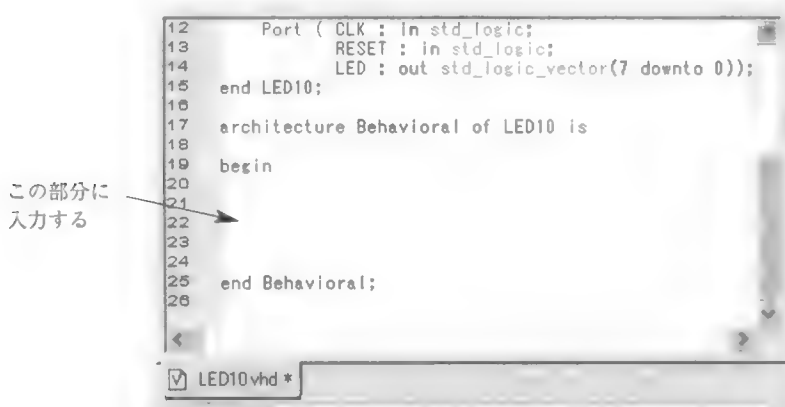 12 Port ( CLK : in std_logic;
13 RESET : in std_logic;
14 LED : out std_logic_vector(7 downto 0));
15 end LED10;
16
17 architecture Behavioral of LED10 is
18
19 begin
20
21
22
23
24
25 end Behavioral;
26
この部分に
入力する
LED10.vhd *